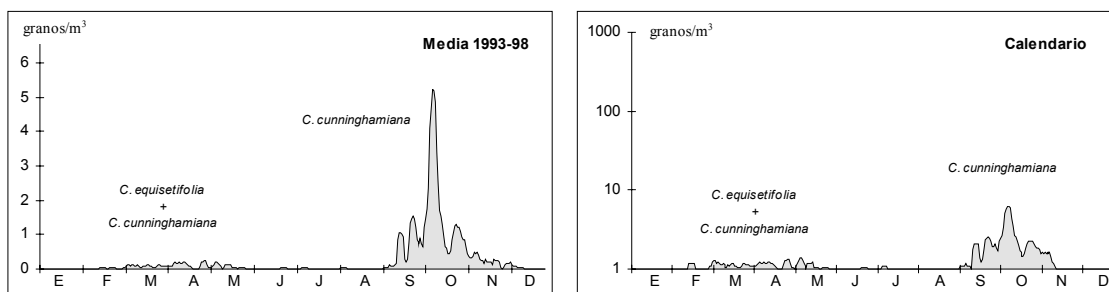 granos/m³
Media 1993-98
6
5
4
3
2
1
0
C. cunninghamiana
C. equisetifolia
+
C. cunninghamiana
E F M A M J J A S O N D
granos/m³
Calendario
1000
100
10
1
C. cunninghamiana
C. equisetifolia
+
C. cunninghamiana
E F M A M J J A S O N D